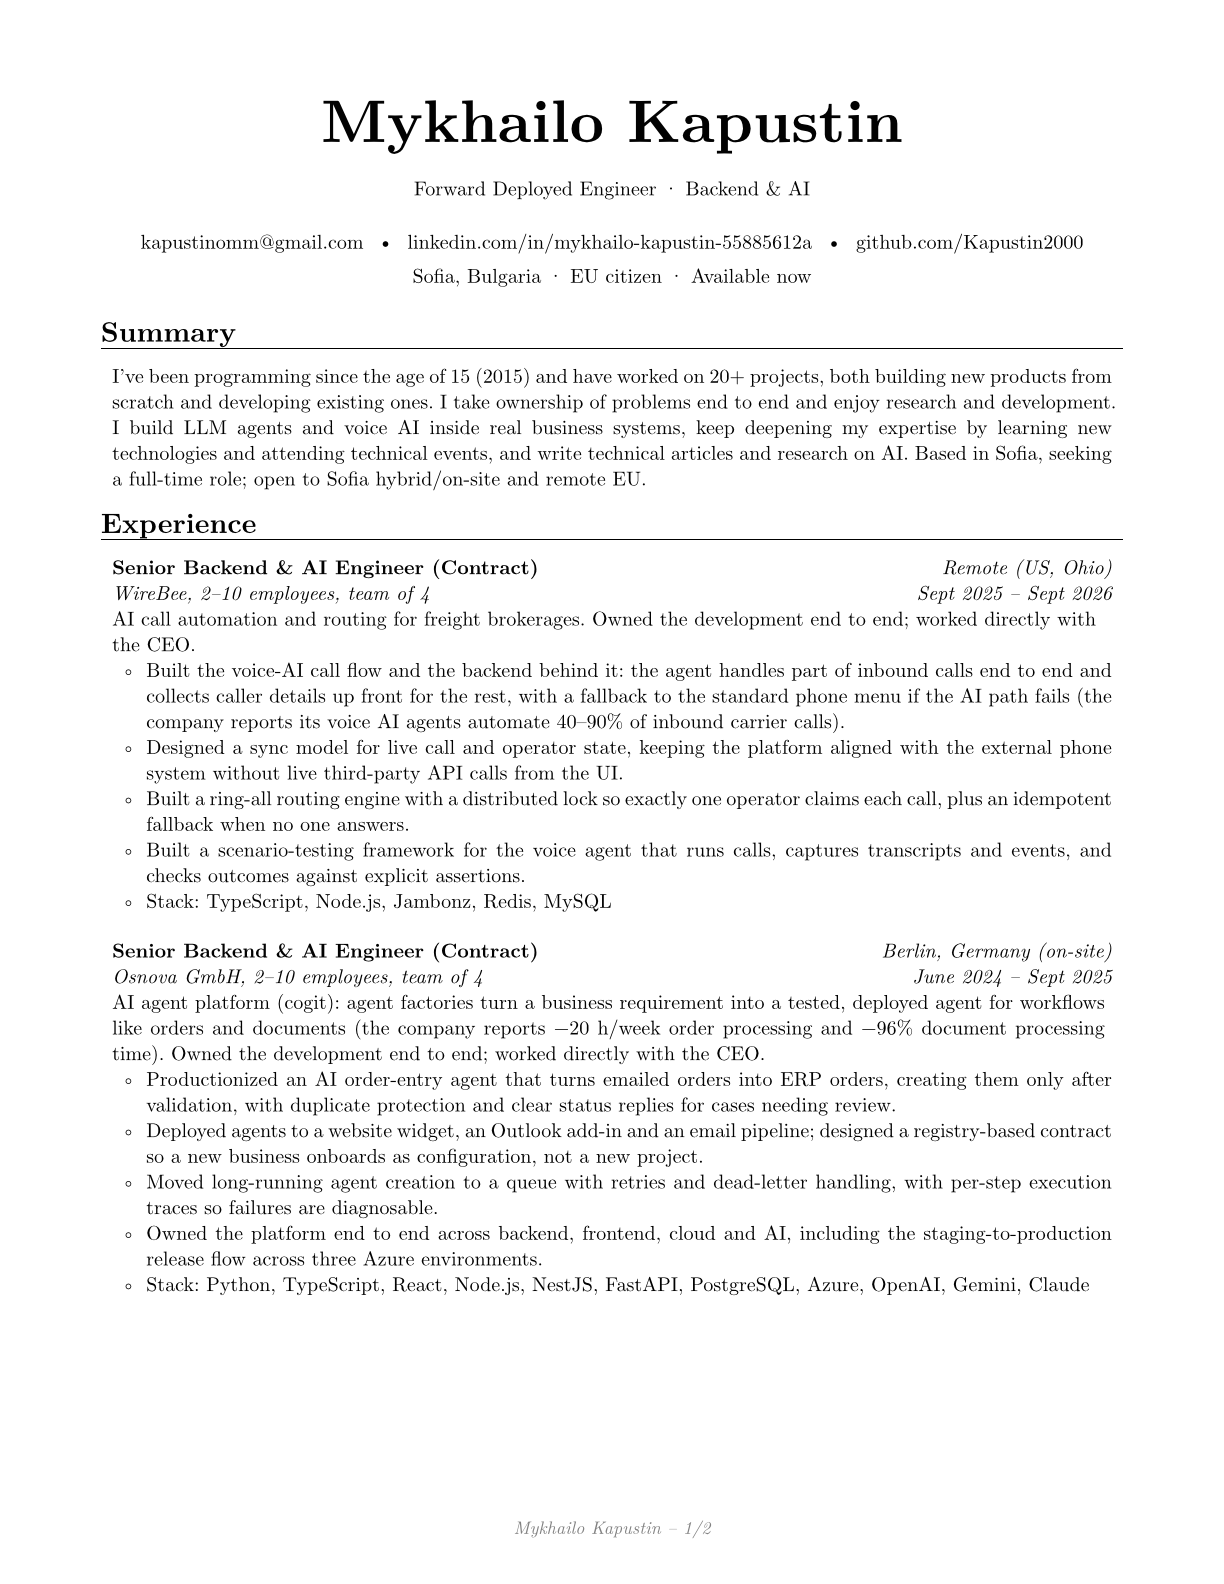 Mykhailo Kapustin
Forward Deployed Engineer · Backend & AI
kapustinomm@gmail.com • linkedin.com/in/mykhailo-kapustin-55885612a • github.com/Kapustin2000
Sofia, Bulgaria · EU citizen · Available now
Summary
I've been programming since the age of 15 (2015) and have worked on 20+ projects, both building new products from
scratch and developing existing ones. I take ownership of problems end to end and enjoy research and development.
I build LLM agents and voice AI inside real business systems, keep deepening my expertise by learning new
technologies and attending technical events, and write technical articles and research on AI. Based in Sofia, seeking
a full-time role; open to Sofia hybrid/on-site and remote EU.
Experience
Senior Backend & AI Engineer (Contract) Remote (US, Ohio)
WireBee, 2–10 employees, team of 4 Sept 2025 – Sept 2026
AI call automation and routing for freight brokerages. Owned the development end to end; worked directly with
the CEO.
◦ Built the voice-AI call flow and the backend behind it: the agent handles part of inbound calls end to end and
collects caller details up front for the rest, with a fallback to the standard phone menu if the AI path fails (the
company reports its voice AI agents automate 40–90% of inbound carrier calls).
◦ Designed a sync model for live call and operator state, keeping the platform aligned with the external phone
system without live third-party API calls from the UI.
◦ Built a ring-all routing engine with a distributed lock so exactly one operator claims each call, plus an idempotent
fallback when no one answers.
◦ Built a scenario-testing framework for the voice agent that runs calls, captures transcripts and events, and
checks outcomes against explicit assertions.
◦ Stack: TypeScript, Node.js, Jambonz, Redis, MySQL
Senior Backend & AI Engineer (Contract) Berlin, Germany (on-site)
Osnova GmbH, 2–10 employees, team of 4 June 2024 – Sept 2025
AI agent platform (cogit): agent factories turn a business requirement into a tested, deployed agent for workflows
like orders and documents (the company reports −20 h/week order processing and −96% document processing
time). Owned the development end to end; worked directly with the CEO.
◦ Productionized an AI order-entry agent that turns emailed orders into ERP orders, creating them only after
validation, with duplicate protection and clear status replies for cases needing review.
◦ Deployed agents to a website widget, an Outlook add-in and an email pipeline; designed a registry-based contract
so a new business onboards as configuration, not a new project.
◦ Moved long-running agent creation to a queue with retries and dead-letter handling, with per-step execution
traces so failures are diagnosable.
◦ Owned the platform end to end across backend, frontend, cloud and AI, including the staging-to-production
release flow across three Azure environments.
◦ Stack: Python, TypeScript, React, Node.js, NestJS, FastAPI, PostgreSQL, Azure, OpenAI, Gemini, Claude
Mykhailo Kapustin – 1/2